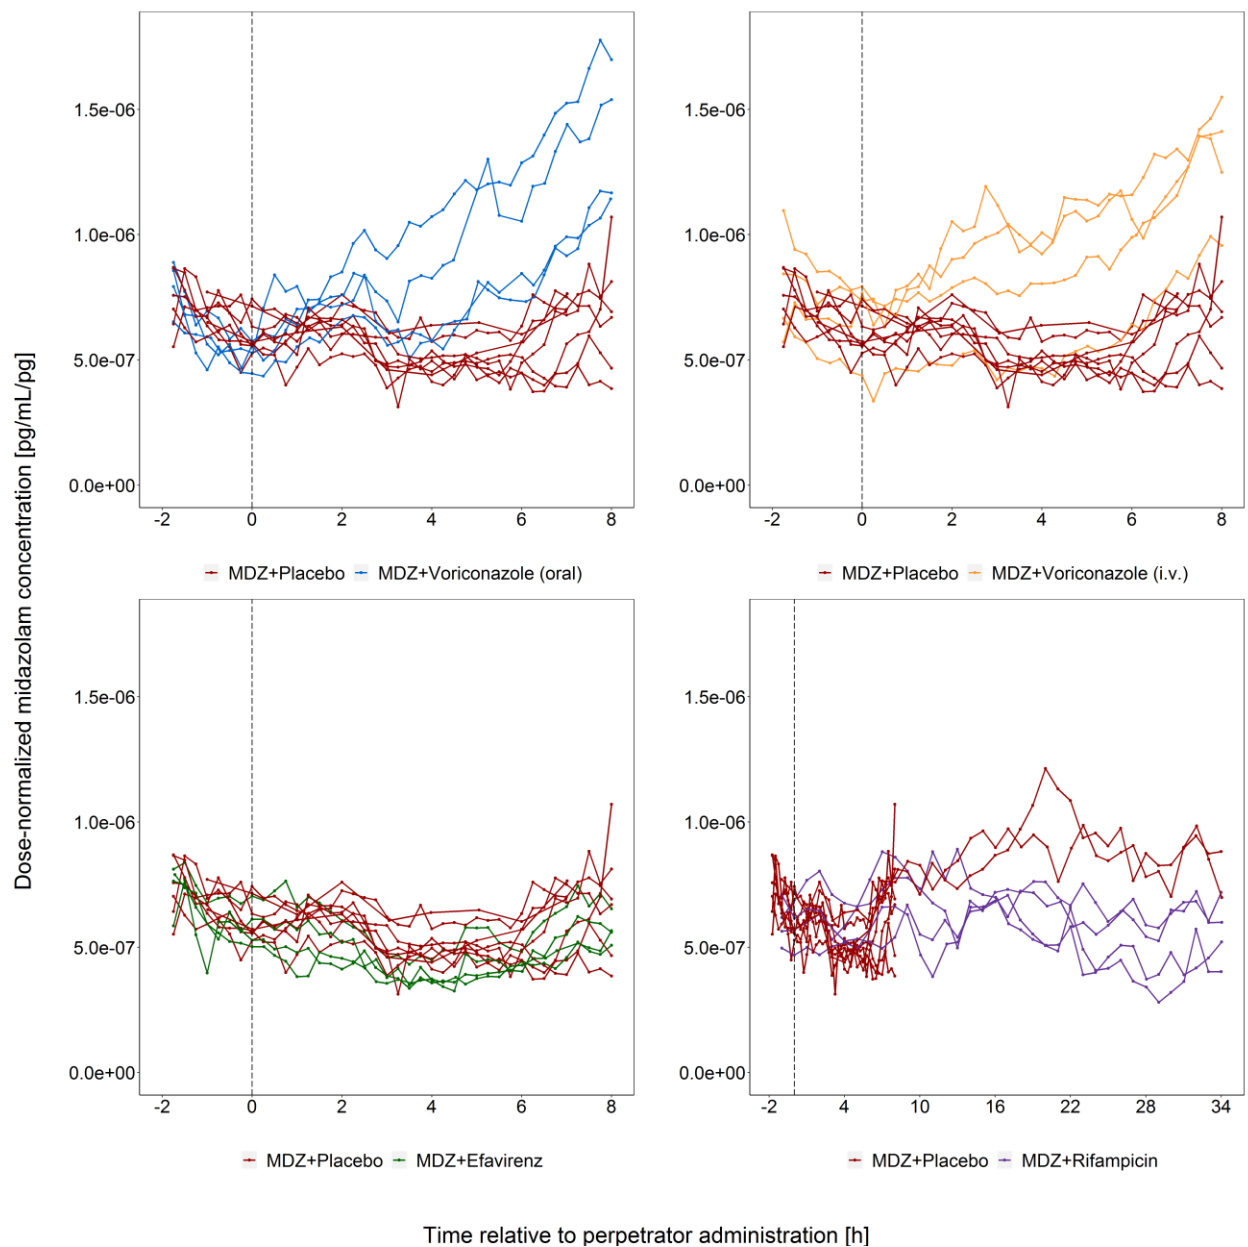 Dose-normalized midazolam concentration [pg/mL/pg]
1.5e-06
1.0e-06
5.0e-07
0.0e+00
-2 0 2 4 6 8
MDZ+Placebo MDZ+Voriconazole (oral)
1.5e-06
1.0e-06
5.0e-07
0.0e+00
-2 0 2 4 6 8
MDZ+Placebo MDZ+Voriconazole (i.v.)
1.5e-06
1.0e-06
5.0e-07
0.0e+00
-2 0 2 4 6 8
MDZ+Placebo MDZ+Efavirenz
1.5e-06
1.0e-06
5.0e-07
0.0e+00
-2 4 10 16 22 28 34
MDZ+Placebo MDZ+Rifampicin
Time relative to perpetrator administration [h]